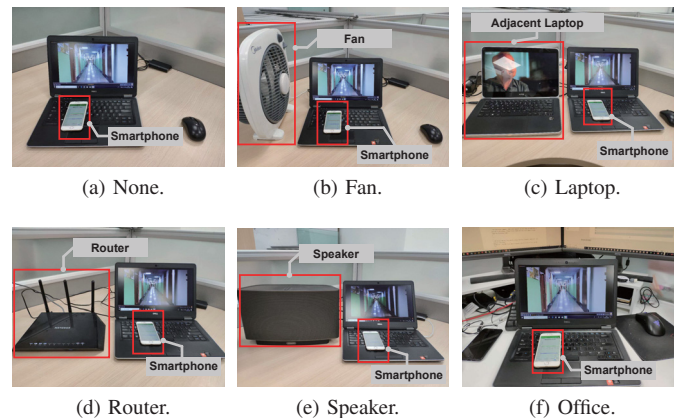 Fan
Adjacent Laptop
Smartphone
Smartphone
Smartphone
(a) None.
(b) Fan.
(c) Laptop.
Router
Speaker
Smartphone
Smartphone
Smartphone
(d) Router.
(e) Speaker.
(f) Office.